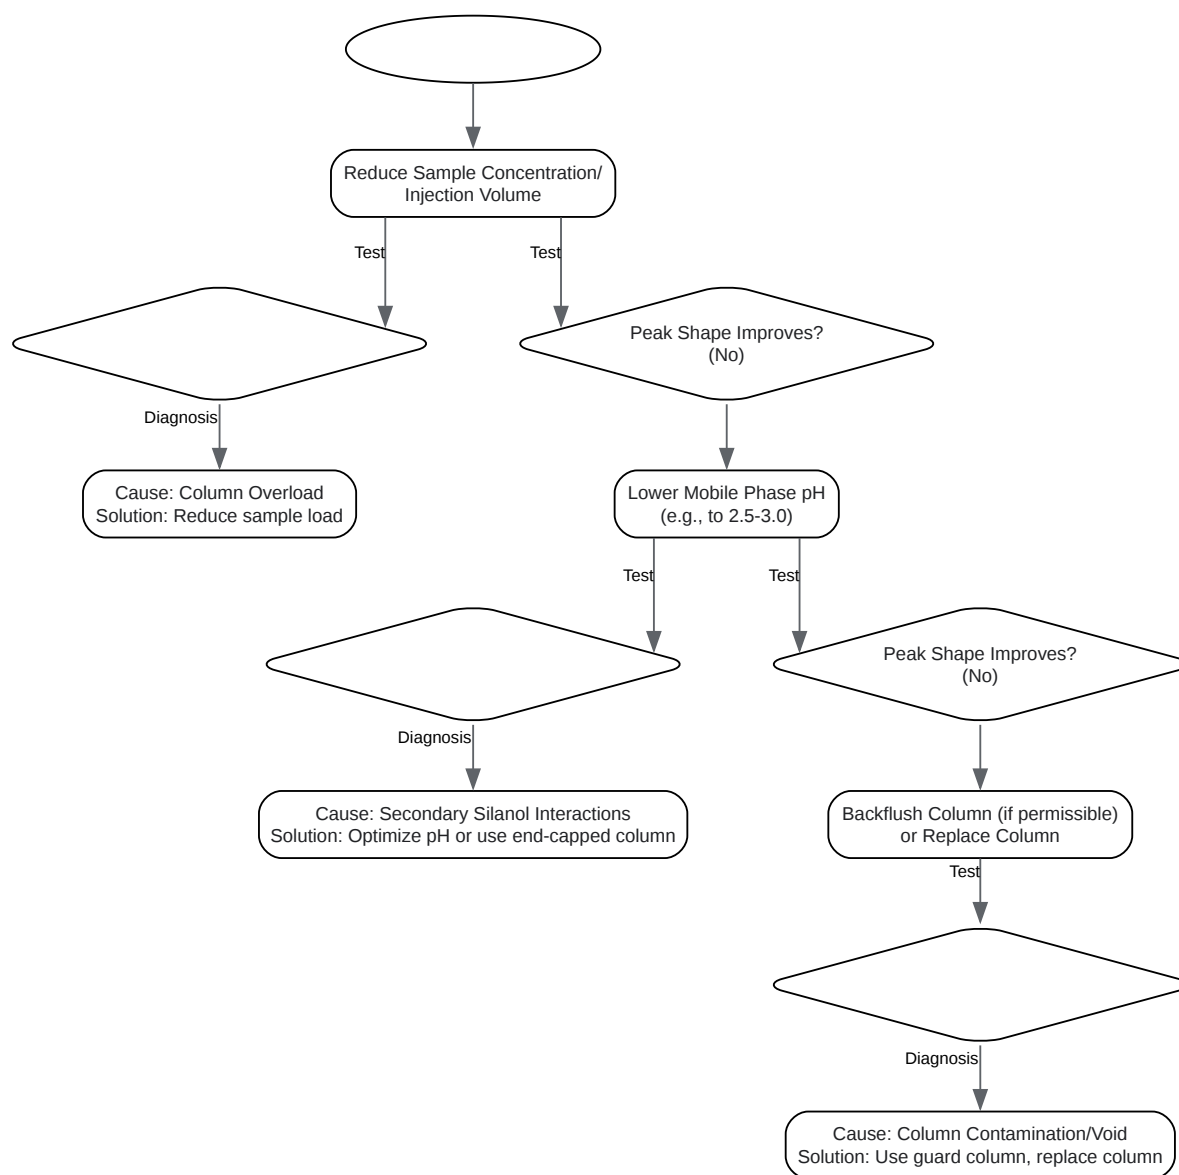 Reduce Sample Concentration/
Injection Volume
Test
Test
Peak Shape Improves?
(No)
Diagnosis
Cause: Column Overload
Solution: Reduce sample load
Lower Mobile Phase pH
(e.g., to 2.5-3.0)
Test
Test
Peak Shape Improves?
(No)
Diagnosis
Cause: Secondary Silanol Interactions
Solution: Optimize pH or use end-capped column
Backflush Column (if permissible)
or Replace Column
Test
Diagnosis
Cause: Column Contamination/Void
Solution: Use guard column, replace column